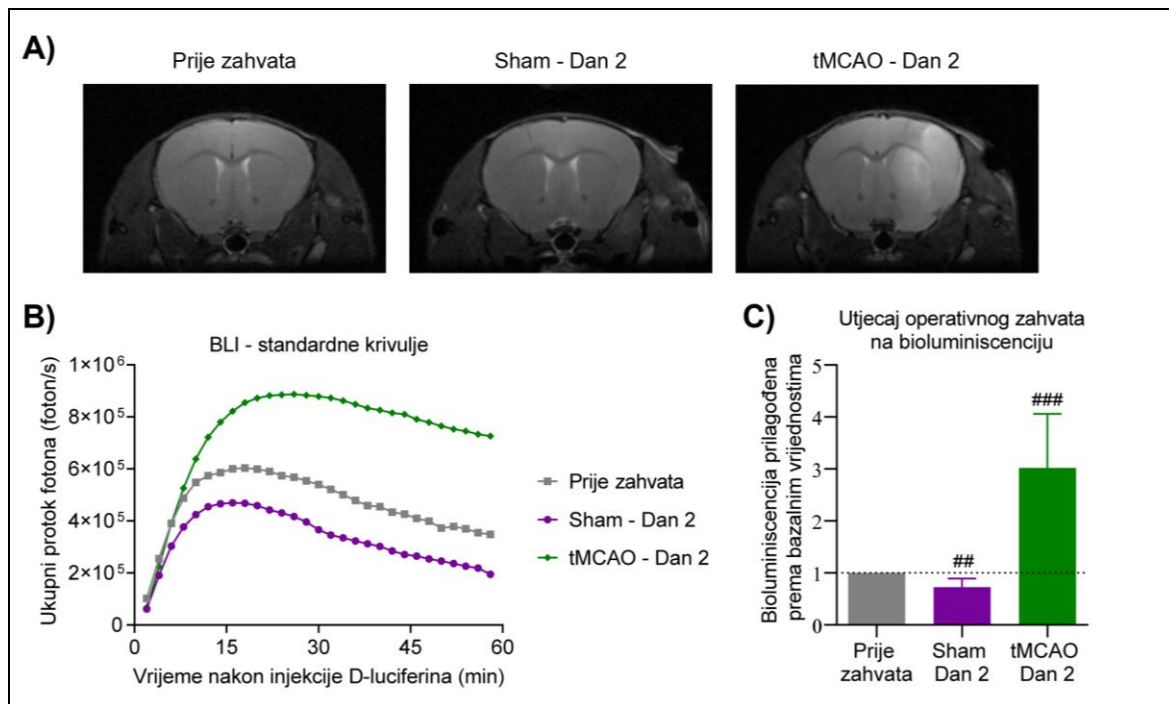 A)
Prije zahvata
Sham - Dan 2
tMCAO - Dan 2
B)
BLI - standardne krivulje
Ukupni protok fotona (foton/s)
1×10⁶
8×10⁵
6×10⁵
4×10⁵
2×10⁵
0
0
15
30
45
60
Vrijeme nakon injekcije D-luciferina (min)
Prije zahvata
Sham - Dan 2
tMCAO - Dan 2
C)
Utjecaj operativnog zahvata
na bioluminiscenciju
Bioluminiscencija prilagođena
prema bazalnim vrijednostima
5
4
3
2
1
0
##
###
Prije
zahvata
Sham
Dan 2
tMCAO
Dan 2